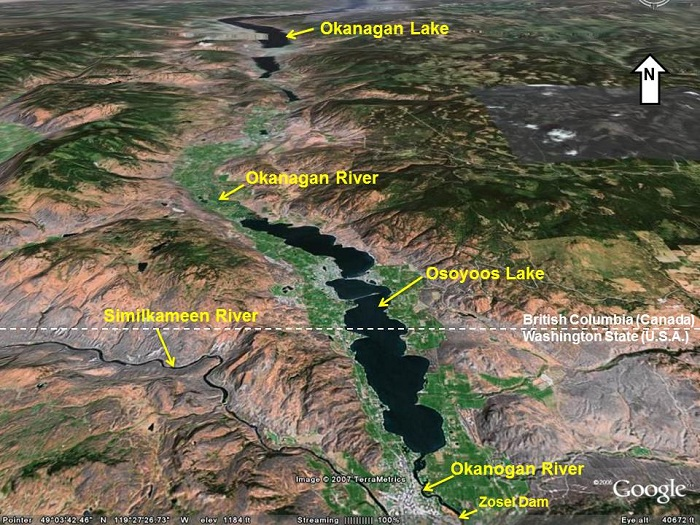 Okanagan Lake
N
Okanagan River
Osoyoos Lake
Similkameen River
British Columbia (Canada)
Washington State (U.S.A.)
Okanogan River
Image © 2007 TerraMetrics
©2006 Google
Zosel Dam
Pointer 49°03'42.46" N 119°27'26.73" W elev 1184 ft Streaming |||||||||| 100% Eye alt 40672 ft